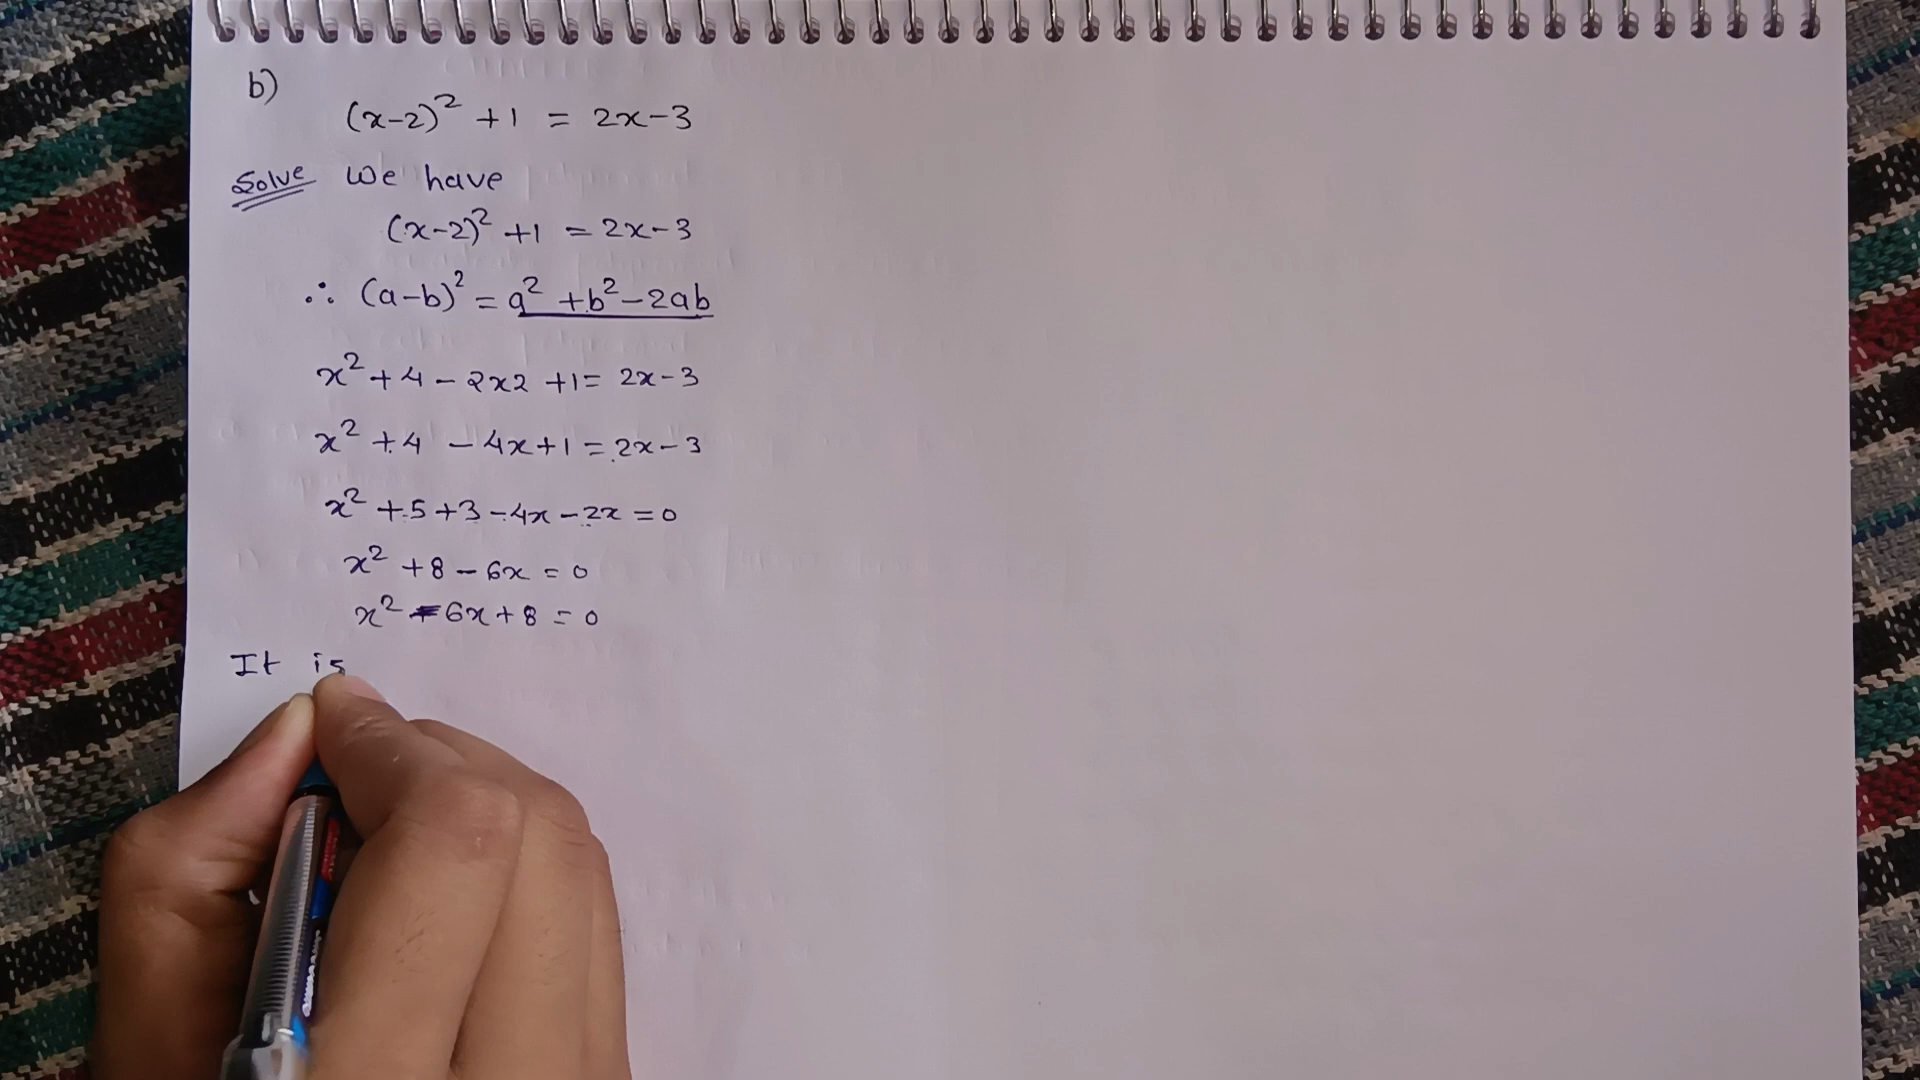 b)
(x-2)² +1 = 2x-3
Solve We have
(x-2)² +1 = 2x-3
∴ (a-b)² = a² +b²-2ab
x² +4 - 2x2 +1= 2x-3
x² +4 - 4x+1 = 2x-3
x² +5+3-4x-2x = 0
x² +8-6x = 0
x² -6x+8 = 0
It is